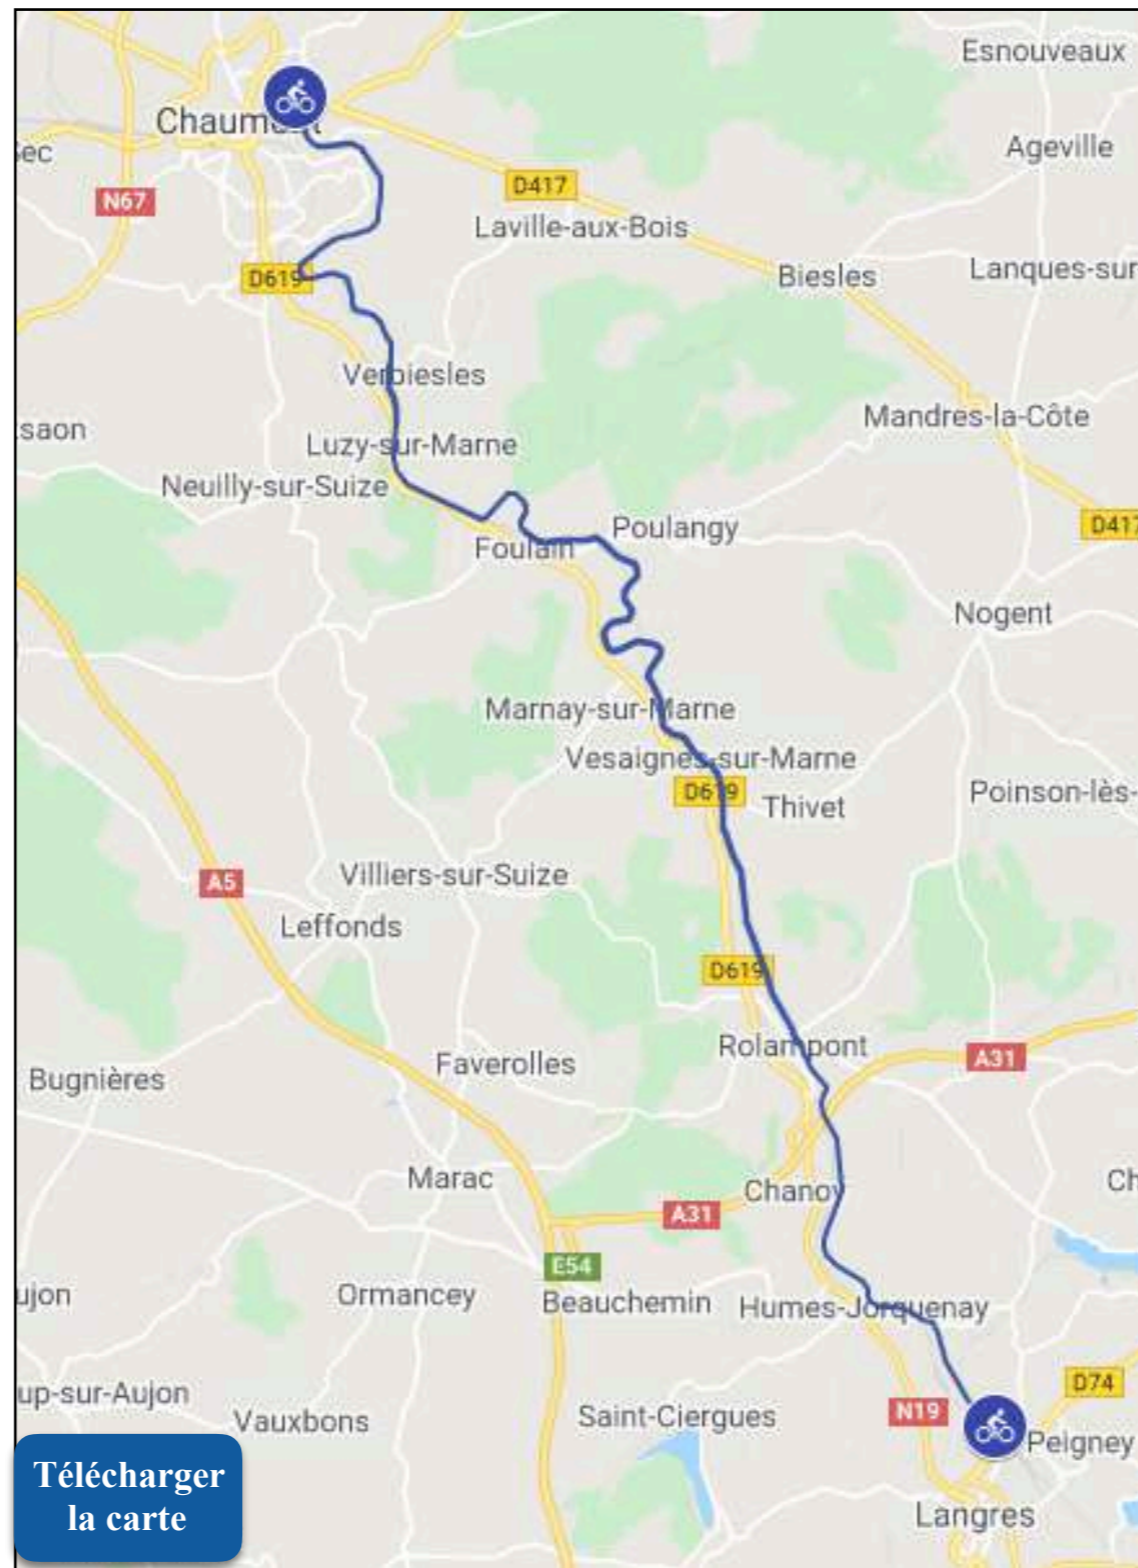 Esnouveaux
Chaumont
Ageville
Sec
D417
N67
Laville-aux-Bois
D619
Biesles
Lanques-sur
Verbiesles
Mandres-la-Côte
saon
Luzy-sur-Marne
Neuilly-sur-Suize
Poulangy
D417
Foulain
Nogent
Marnay-sur-Marne
Vesaignes-sur-Marne
D619
Thivet
Poinson-lès-
A5
Villiers-sur-Suize
Leffonds
D619
Rolampont
A31
Faverolles
Bugnières
Marac
Chanoy
Ch
A31
E54
ujon
Ormancey
Beauchemin
Humes-Jorquenay
D74
up-sur-Aujon
Vauxbons
Saint-Ciergues
N19
Peigney
Télécharger
la carte
Langres